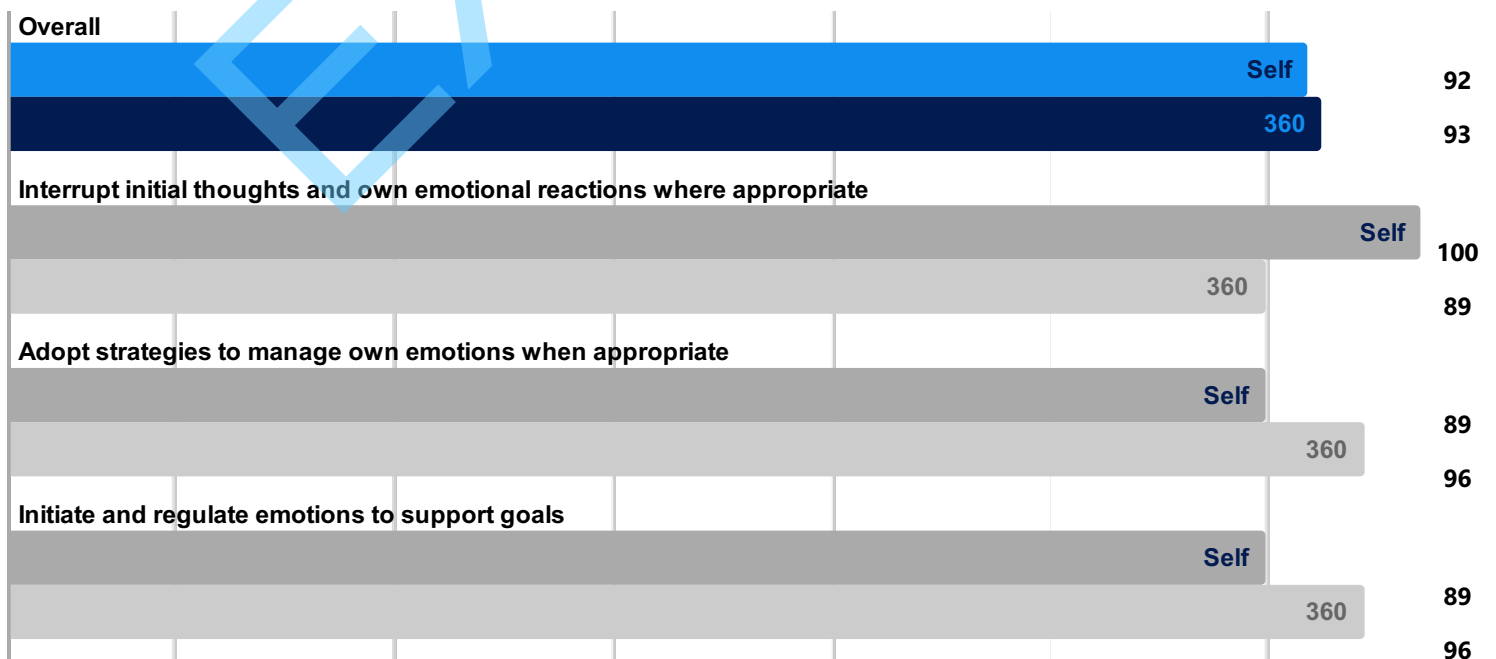 Overall
Self 92
360 93
Interrupt initial thoughts and own emotional reactions where appropriate
Self 100
360 89
Adopt strategies to manage own emotions when appropriate
Self 89
360 96
Initiate and regulate emotions to support goals
Self 89
360 96